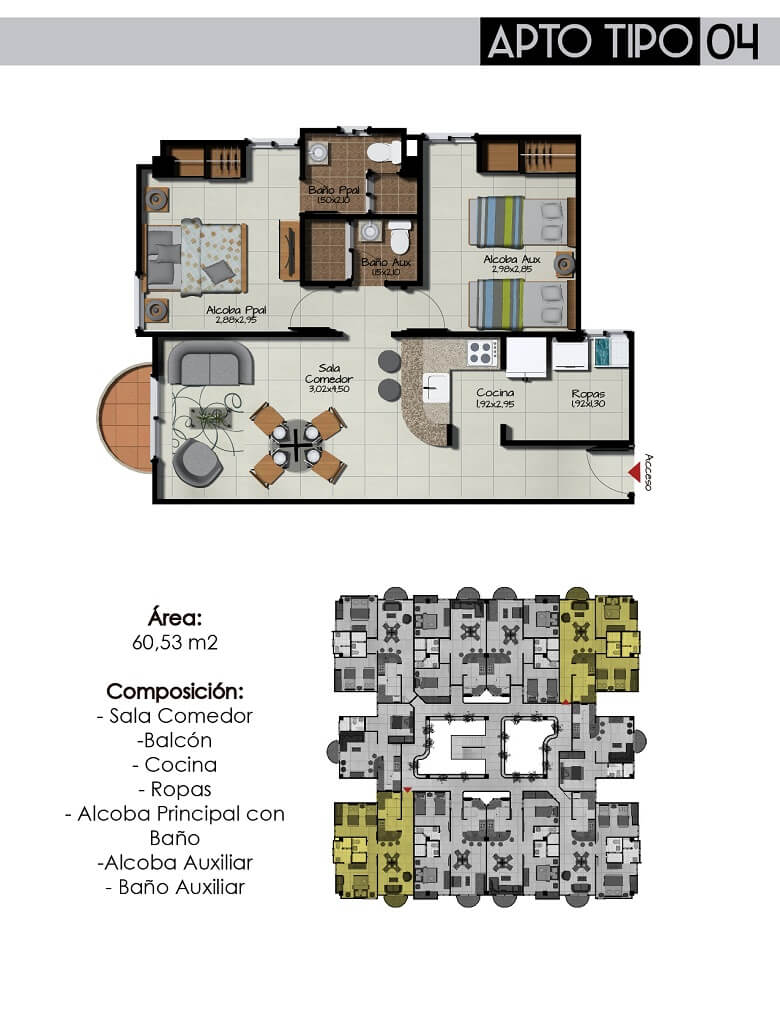 APTO TIPO 04
Baño Ppal
1.50x2.10
Baño Aux
1.15x2.10
Alcoba Aux
2,98x2,85
Alcoba Ppal
2,88x2,95
Sala
Comedor
3,02x4,50
Cocina
1,92x2,95
Ropas
1,92x1,30
Acceso
Área:
60,53 m2
Composición:
- Sala Comedor
-Balcón
- Cocina
- Ropas
- Alcoba Principal con
Baño
-Alcoba Auxiliar
- Baño Auxiliar